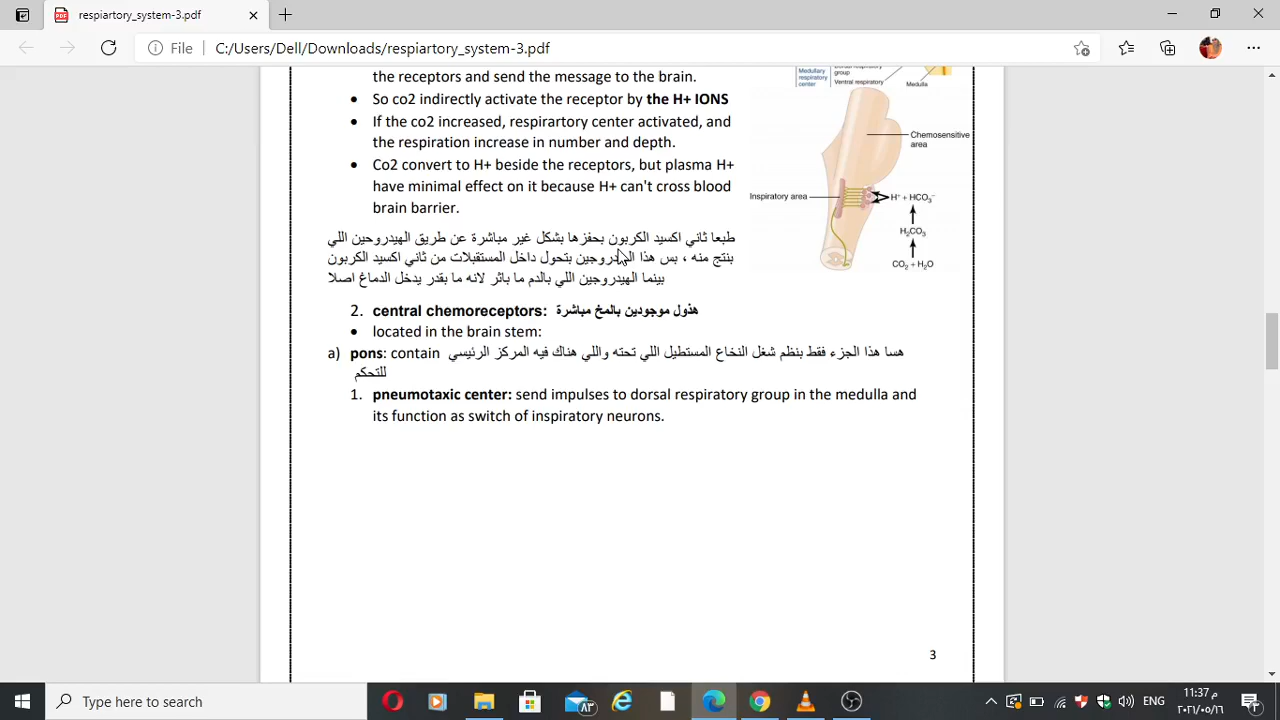 respiartory_system-3.pdf
File
C:/Users/Dell/Downloads/respiartory_system-3.pdf
the receptors and send the message to the brain.
• So co2 indirectly activate the receptor by the H+ IONS
• If the co2 increased, respirartory center activated, and
the respiration increase in number and depth.
• Co2 convert to H+ beside the receptors, but plasma H+
have minimal effect on it because H+ can't cross blood
brain barrier.
طبعا ثاني اكسيد الكربون بحفزها بشكل غير مباشرة عن طريق الهيدروحين اللي
بنتج منه ، بس هذا الهيدروجين بتحول داخل المستقبلات من ثاني اكسيد الكربون
بينما الهيدروجين اللي بالدم ما باثر لانه ما بقدر يدخل الدماغ اصلا
Medullary
respiratory
center
group
Ventral respiratory
Medulla
Chemosensitive
area
Inspiratory area
H⁺ + HCO₃⁻
H₂CO₃
CO₂ + H₂O
2. central chemoreceptors: هذول موجودين بالمخ مباشرة
• located in the brain stem:
a) pons: contain هسا هذا الجزء فقط بنظم شغل النخاع المستطيل اللي تحته واللي هناك فيه المركز الرئيسي
للتحكم
1. pneumotaxic center: send impulses to dorsal respiratory group in the medulla and
its function as switch of inspiratory neurons.
3
Type here to search
ENG
11:37 م
٢٠٢١/٠٥/١٦